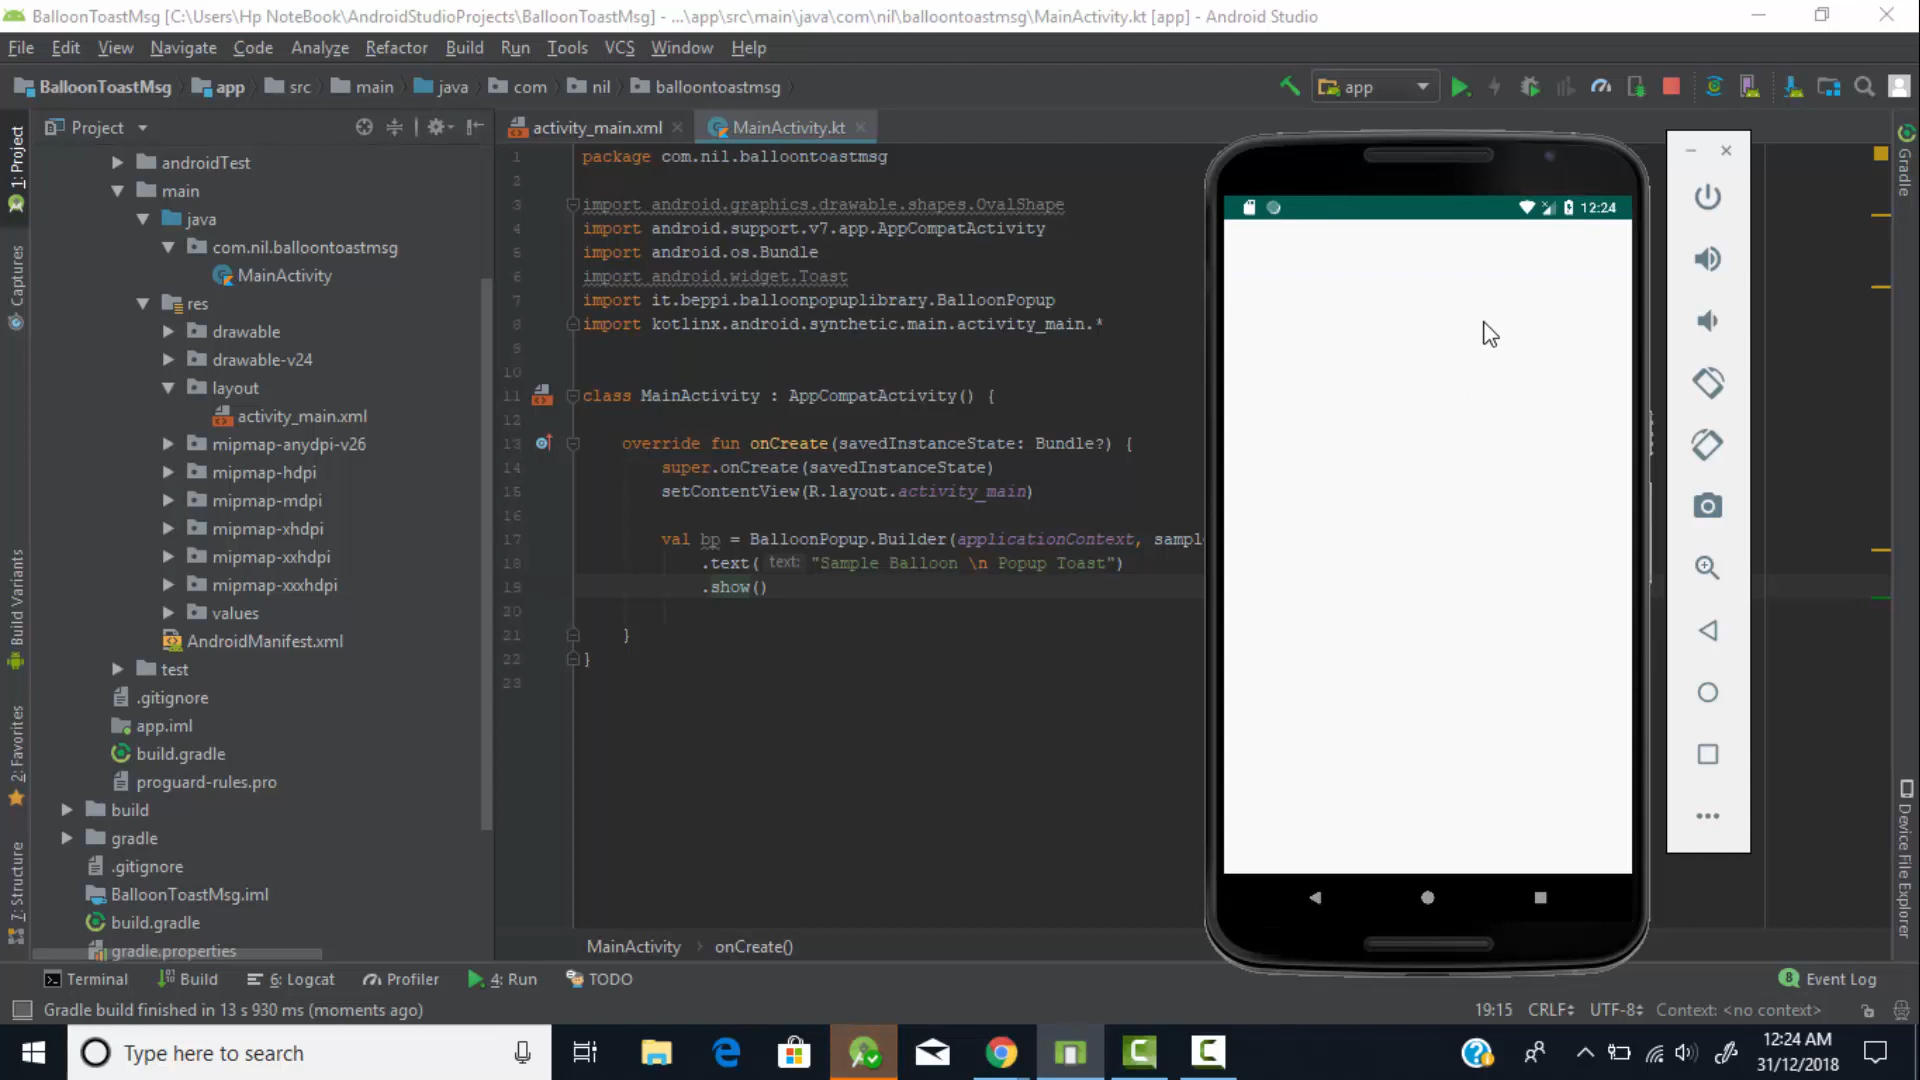 BalloonToastMsg [C:\Users\Hp NoteBook\AndroidStudioProjects\BalloonToastMsg] - ...\app\src\main\java\com\nil\balloontoastmsg\MainActivity.kt [app] - Android Studio
File Edit View Navigate Code Analyze Refactor Build Run Tools VCS Window Help
BalloonToastMsg app src main java com nil balloontoastmsg app
Project activity_main.xml MainActivity.kt
1: Project
Captures
Build Variants
2: Favorites
7: Structure
androidTest
main
java
com.nil.balloontoastmsg
MainActivity
res
drawable
drawable-v24
layout
activity_main.xml
mipmap-anydpi-v26
mipmap-hdpi
mipmap-mdpi
mipmap-xhdpi
mipmap-xxhdpi
mipmap-xxxhdpi
values
AndroidManifest.xml
test
.gitignore
app.iml
build.gradle
proguard-rules.pro
build
gradle
.gitignore
BalloonToastMsg.iml
build.gradle
gradle.properties
1 package com.nil.balloontoastmsg
2
3 import android.graphics.drawable.shapes.OvalShape
4 import android.support.v7.app.AppCompatActivity
5 import android.os.Bundle
6 import android.widget.Toast
7 import it.beppi.balloonpopuplibrary.BalloonPopup
8 import kotlinx.android.synthetic.main.activity_main.*
9
10
11 class MainActivity : AppCompatActivity() {
12
13 override fun onCreate(savedInstanceState: Bundle?) {
14 super.onCreate(savedInstanceState)
15 setContentView(R.layout.activity_main)
16
17 val bp = BalloonPopup.Builder(applicationContext, sampl
18 .text( text: "Sample Balloon \n Popup Toast")
19 .show()
20
21 }
22 }
23
MainActivity onCreate()
12:24
Gradle
Device File Explorer
Terminal Build 6: Logcat Profiler 4: Run TODO 8 Event Log
Gradle build finished in 13 s 930 ms (moments ago) 19:15 CRLF UTF-8 Context: <no context>
Type here to search
12:24 AM
31/12/2018